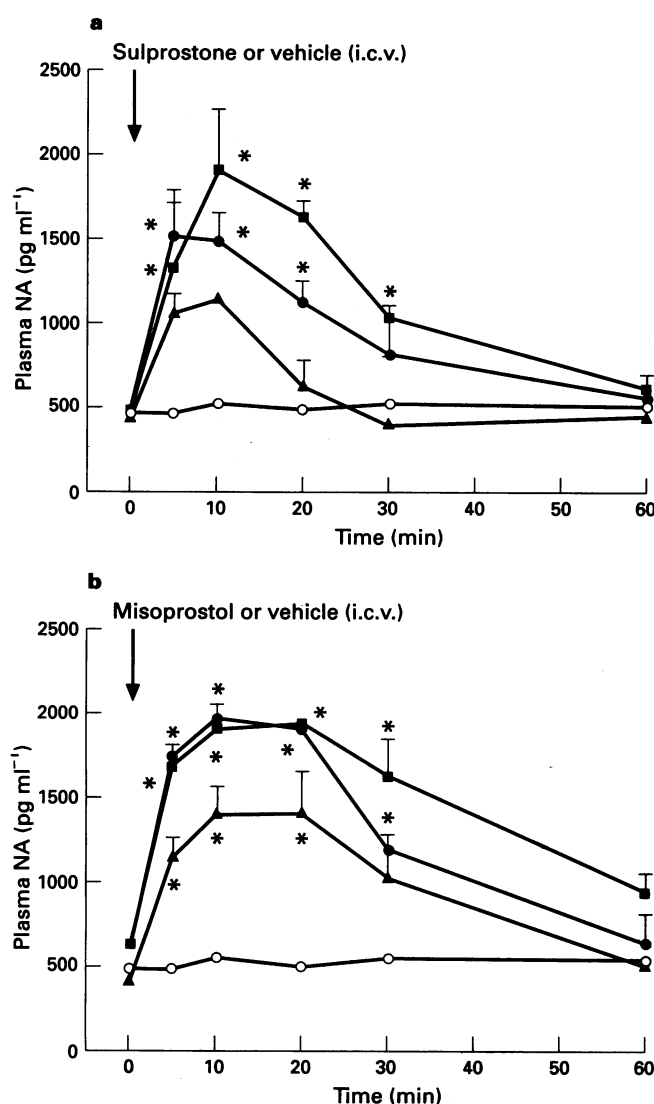 a
Sulprostone or vehicle (i.c.v.)
2500
2000
1500
1000
500
0
Plasma NA (pg ml⁻¹)
* *
* *
* *
*
0 10 20 30 40 50 60
Time (min)
b
Misoprostol or vehicle (i.c.v.)
2500
2000
1500
1000
500
0
Plasma NA (pg ml⁻¹)
* *
* *
* * *
* *
* *
*
0 10 20 30 40 50 60
Time (min)